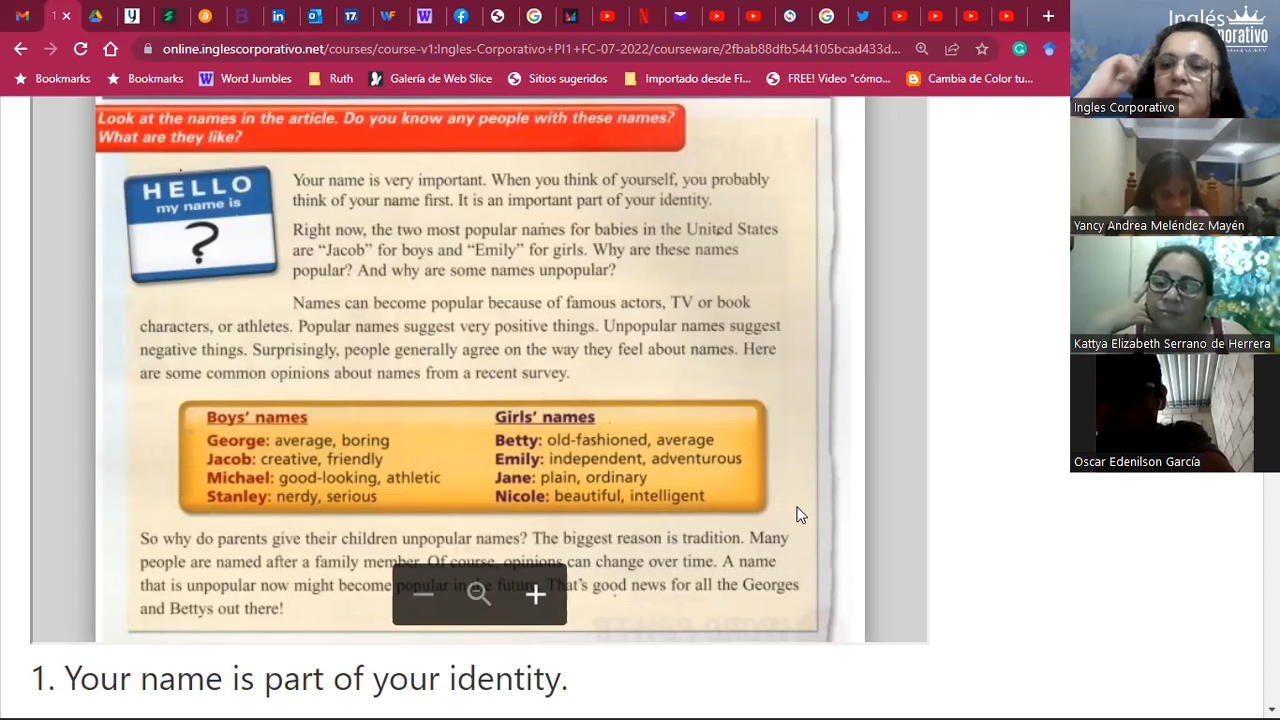 1
17
online.inglescorporativo.net/courses/course-v1:Ingles-Corporativo+PI1+FC-07-2022/courseware/2fbab88dfb544105bcad433d...
Bookmarks
Bookmarks
Word Jumbles
Ruth
Galería de Web Slice
Sitios sugeridos
Importado desde Fi...
FREE! Video "cómo...
Cambia de Color tu...
Look at the names in the article. Do you know any people with these names?
What are they like?
HELLO
my name is
?
Your name is very important. When you think of yourself, you probably
think of your name first. It is an important part of your identity.
Right now, the two most popular names for babies in the United States
are “Jacob” for boys and “Emily” for girls. Why are these names
popular? And why are some names unpopular?
Names can become popular because of famous actors, TV or book
characters, or athletes. Popular names suggest very positive things. Unpopular names suggest
negative things. Surprisingly, people generally agree on the way they feel about names. Here
are some common opinions about names from a recent survey.
Boys’ names
George: average, boring
Jacob: creative, friendly
Michael: good-looking, athletic
Stanley: nerdy, serious
Girls’ names
Betty: old-fashioned, average
Emily: independent, adventurous
Jane: plain, ordinary
Nicole: beautiful, intelligent
So why do parents give their children unpopular names? The biggest reason is tradition. Many
people are named after a family member. Of course, opinions can change over time. A name
that is unpopular now might become popular in the future. That’s good news for all the Georges
and Bettys out there!
1. Your name is part of your identity.
Inglés
Ingles Corporativo
Yancy Andrea Meléndez Mayén
Kattya Elizabeth Serrano de Herrera
Oscar Edenilson García